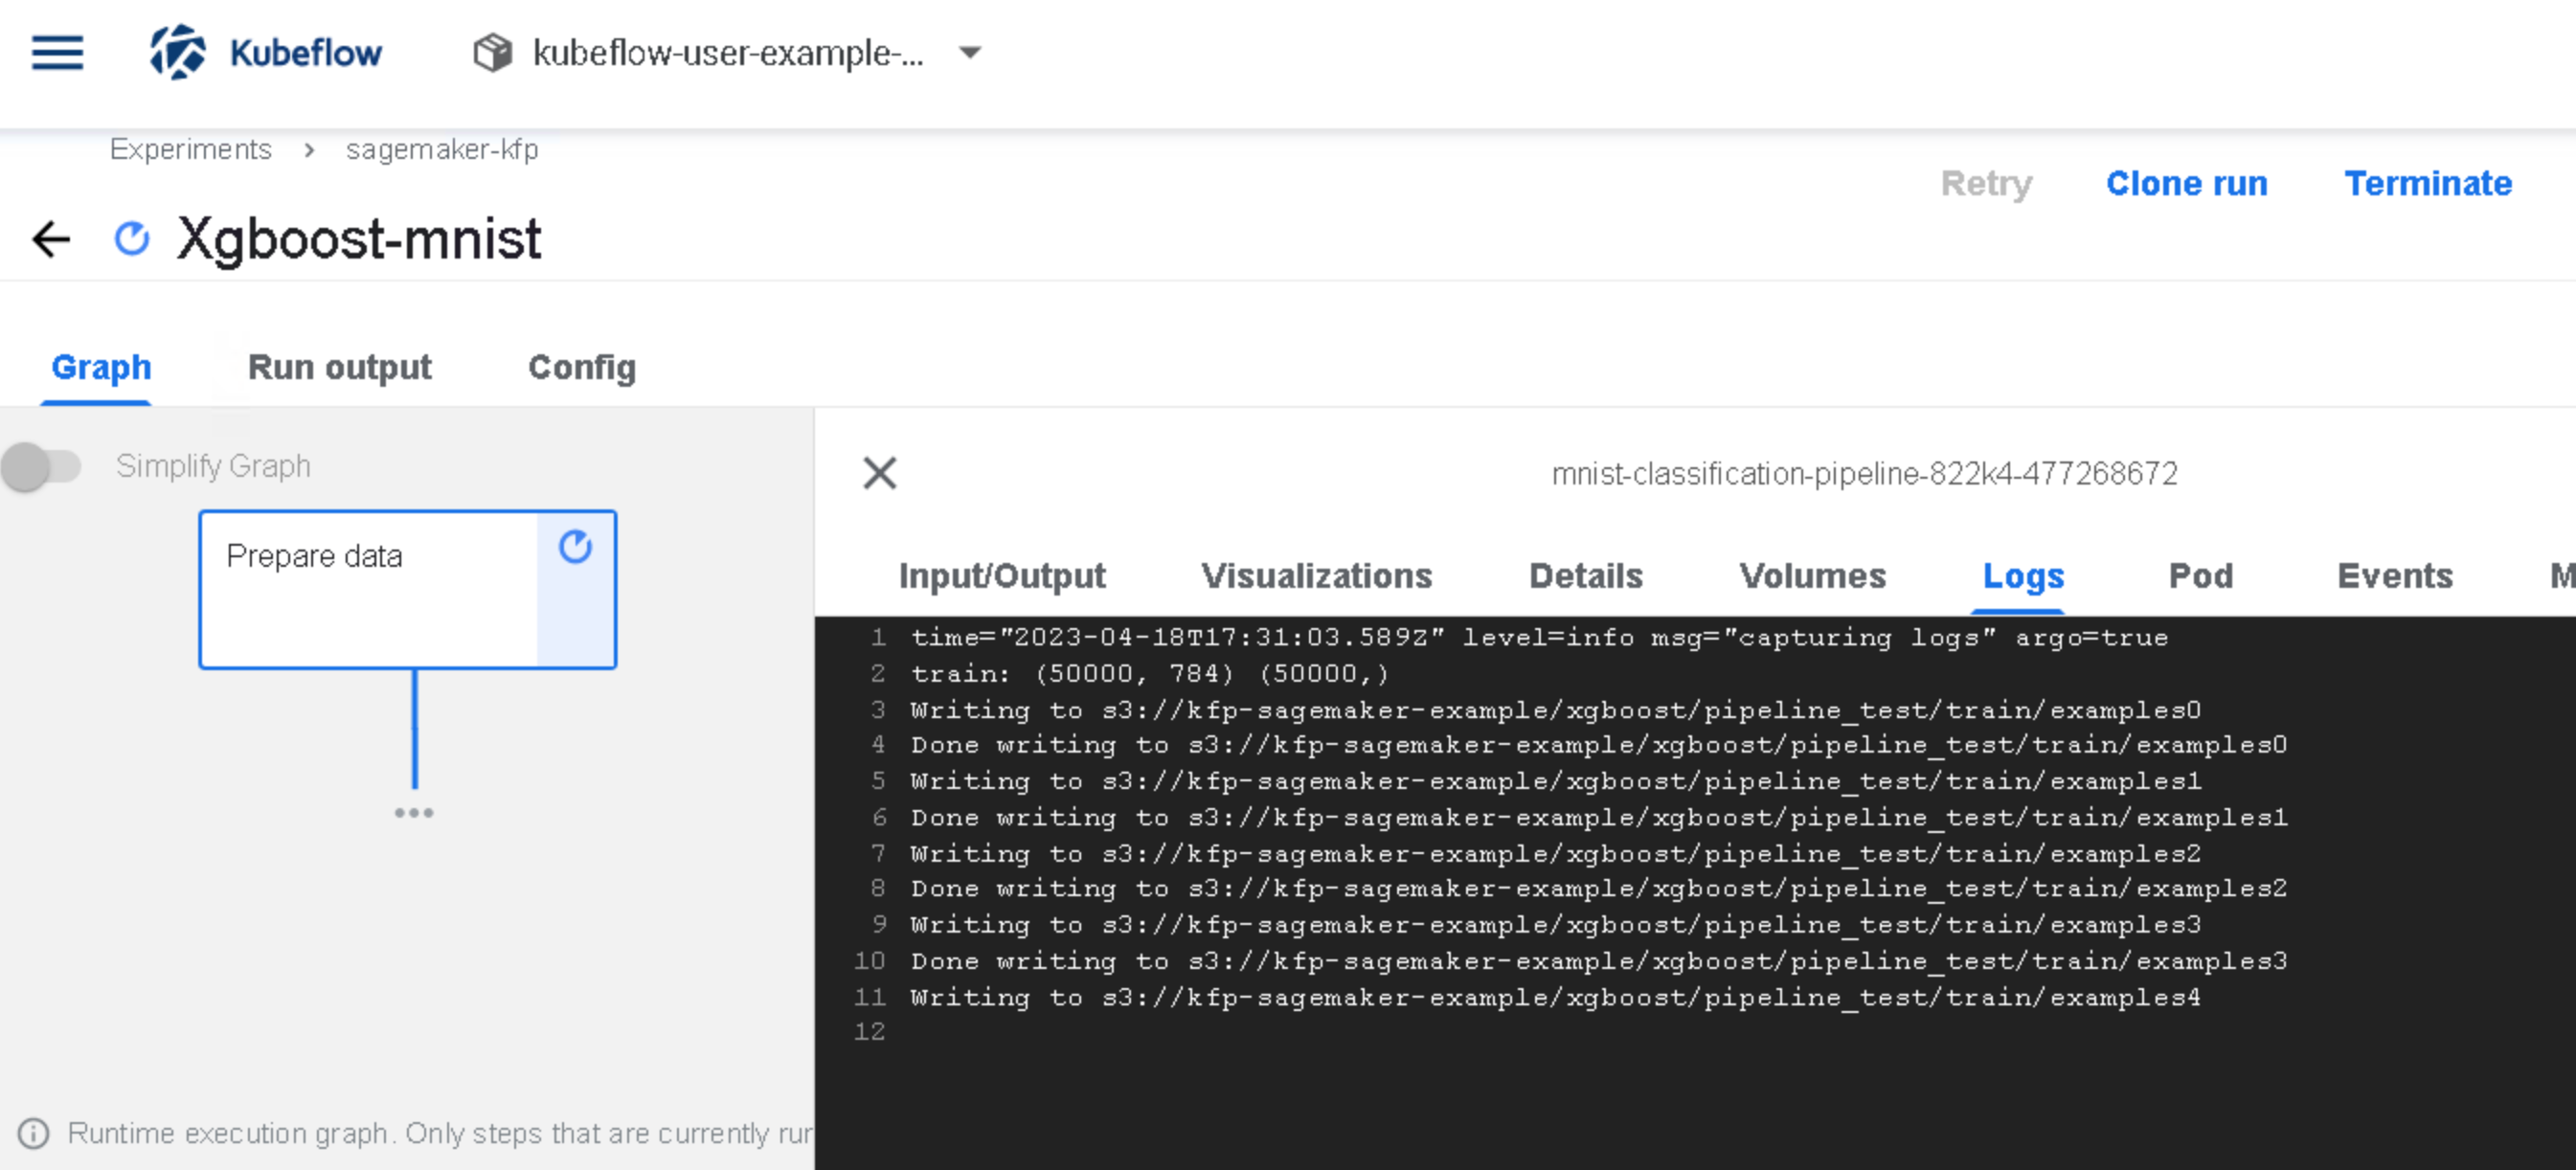 Kubeflow kubeflow-user-example-...
Experiments > sagemaker-kfp
Retry Clone run Terminate
Xgboost-mnist
Graph Run output Config
Simplify Graph
Prepare data
mnist-classification-pipeline-822k4-477268672
Input/Output Visualizations Details Volumes Logs Pod Events M
1 time="2023-04-18T17:31:03.589Z" level=info msg="capturing logs" argo=true
2 train: (50000, 784) (50000,)
3 Writing to s3://kfp-sagemaker-example/xgboost/pipeline_test/train/examples0
4 Done writing to s3://kfp-sagemaker-example/xgboost/pipeline_test/train/examples0
5 Writing to s3://kfp-sagemaker-example/xgboost/pipeline_test/train/examples1
6 Done writing to s3://kfp-sagemaker-example/xgboost/pipeline_test/train/examples1
7 Writing to s3://kfp-sagemaker-example/xgboost/pipeline_test/train/examples2
8 Done writing to s3://kfp-sagemaker-example/xgboost/pipeline_test/train/examples2
9 Writing to s3://kfp-sagemaker-example/xgboost/pipeline_test/train/examples3
10 Done writing to s3://kfp-sagemaker-example/xgboost/pipeline_test/train/examples3
11 Writing to s3://kfp-sagemaker-example/xgboost/pipeline_test/train/examples4
12
Runtime execution graph. Only steps that are currently rur